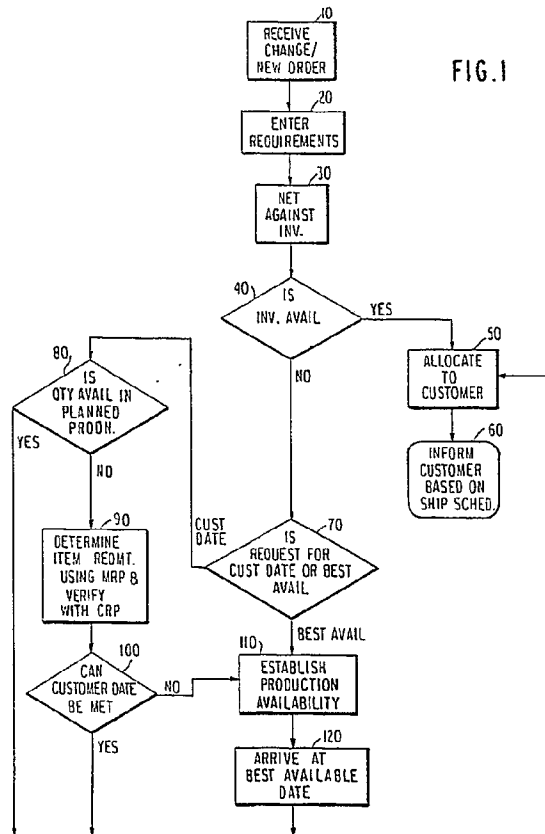 FIG.1
10
RECEIVE
CHANGE/
NEW ORDER
20
ENTER
REQUIREMENTS
30
NET
AGAINST
INV.
40
IS
INV. AVAIL
YES
NO
50
ALLOCATE
TO
CUSTOMER
60
INFORM
CUSTOMER
BASED ON
SHIP SCHED.
70
IS
REQUEST FOR
CUST DATE OR BEST
AVAIL
CUST
DATE
BEST AVAIL
80
IS
QTY AVAIL IN
PLANNED
PRODN.
YES
NO
90
DETERMINE
ITEM REQMT.
USING MRP &
VERIFY
WITH CRP
100
CAN
CUSTOMER DATE
BE MET
NO
YES
110
ESTABLISH
PRODUCTION
AVAILABILITY
120
ARRIVE AT
BEST AVAILABLE
DATE